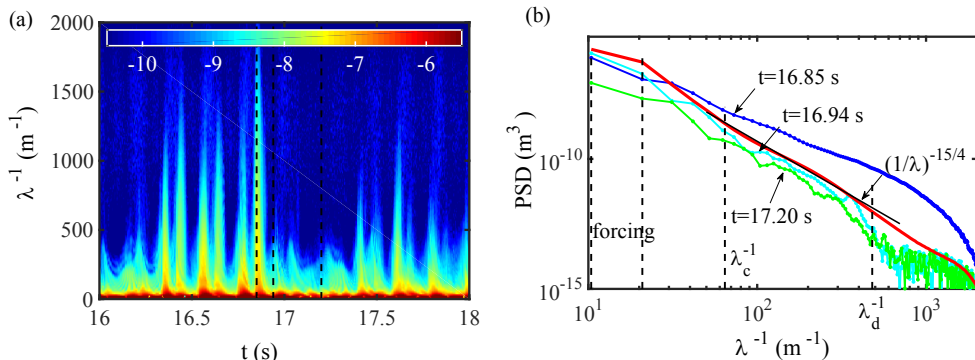 (a)
2000
1500
1000
500
0
λ⁻¹ (m⁻¹)
-10 -9 -8 -7 -6
16 16.5 17 17.5 18
t (s)
(b)
PSD (m³)
10⁻¹⁰
10⁻¹⁵
t=16.85 s
t=16.94 s
(1/λ)⁻¹⁵/⁴
t=17.20 s
forcing
λc⁻¹
λd⁻¹
10¹ 10² 10³
λ⁻¹ (m⁻¹)